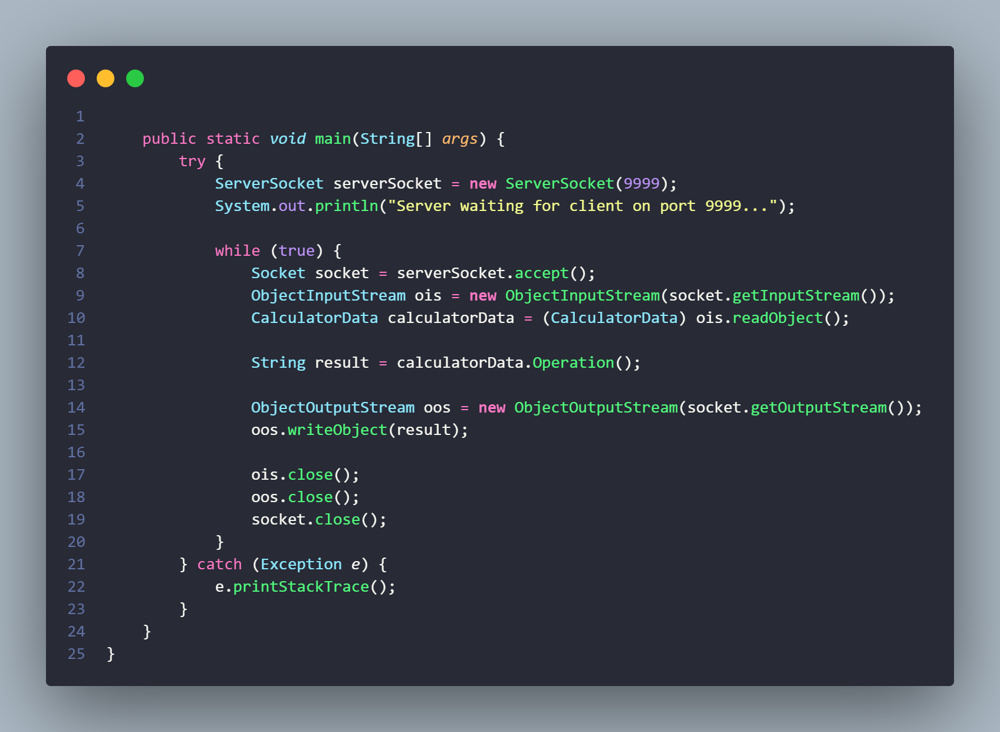 1
2 public static void main(String[] args) {
3 try {
4 ServerSocket serverSocket = new ServerSocket(9999);
5 System.out.println("Server waiting for client on port 9999...");
6
7 while (true) {
8 Socket socket = serverSocket.accept();
9 ObjectInputStream ois = new ObjectInputStream(socket.getInputStream());
10 CalculatorData calculatorData = (CalculatorData) ois.readObject();
11
12 String result = calculatorData.Operation();
13
14 ObjectOutputStream oos = new ObjectOutputStream(socket.getOutputStream());
15 oos.writeObject(result);
16
17 ois.close();
18 oos.close();
19 socket.close();
20 }
21 } catch (Exception e) {
22 e.printStackTrace();
23 }
24 }
25 }